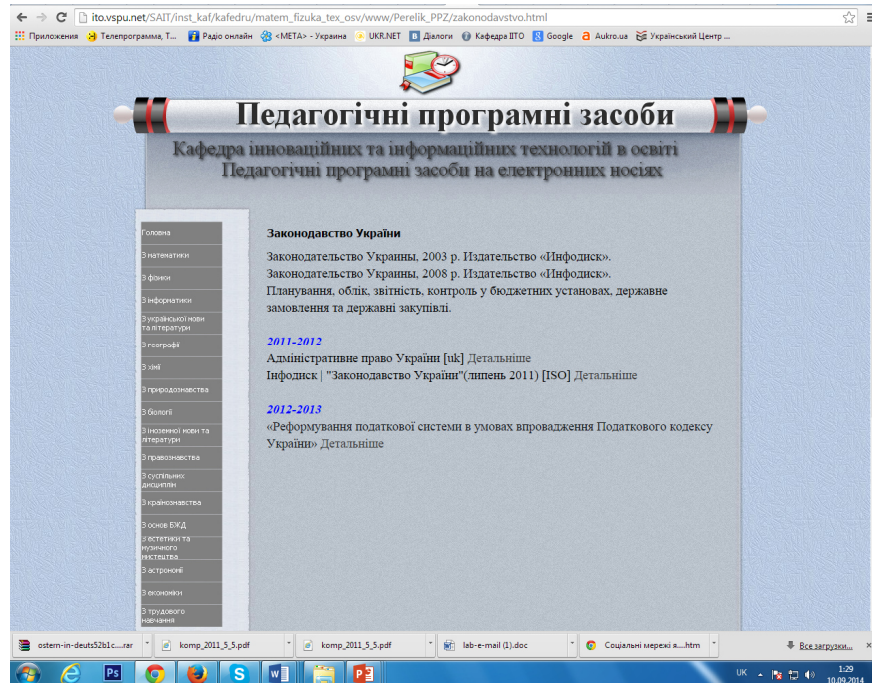 ito.vspu.net/SAIT/inst_kaf/kafedru/matem_fizuka_tex_osv/www/Perelik_PPZ/zakonodavstvo.html
Приложения Телепрограмма, Т... Радіо онлайн <META> - Украина UKR.NET Діалоги Кафедра ІІТО Google Aukro.ua Український Центр ...
Педагогічні програмні засоби
Кафедра інноваційних та інформаційних технологій в освіті
Педагогічні програмні засоби на електронних носіях
Головна
З математики
З фізики
З інформатики
З української мови
та літератури
З географії
З хімії
З природознавства
З біології
З іноземної мови та
літератури
З правознавства
З суспільних
дисциплін
З країнознавства
З основ БЖД
З естетики та
музичного
мистецтва
З астрономії
З економіки
З трудового
навчання
Законодавство України
Законодательство Украины, 2003 р. Издательство «Инфодиск».
Законодательство Украины, 2008 р. Издательство «Инфодиск».
Планування, облік, звітність, контроль у бюджетних установах, державне
замовлення та державні закупівлі.
2011-2012
Адміністративне право України [uk] Детальніше
Інфодиск | "Законодавство України"(липень 2011) [ISO] Детальніше
2012-2013
«Реформування податкової системи в умовах впровадження Податкового кодексу
України» Детальніше
ostern-in-deuts52b1c....rar komp_2011_5_5.pdf komp_2011_5_5.pdf lab-e-mail (1).doc Соціальні мережі я....htm Все загрузки...
UK 1:29
10.09.2014